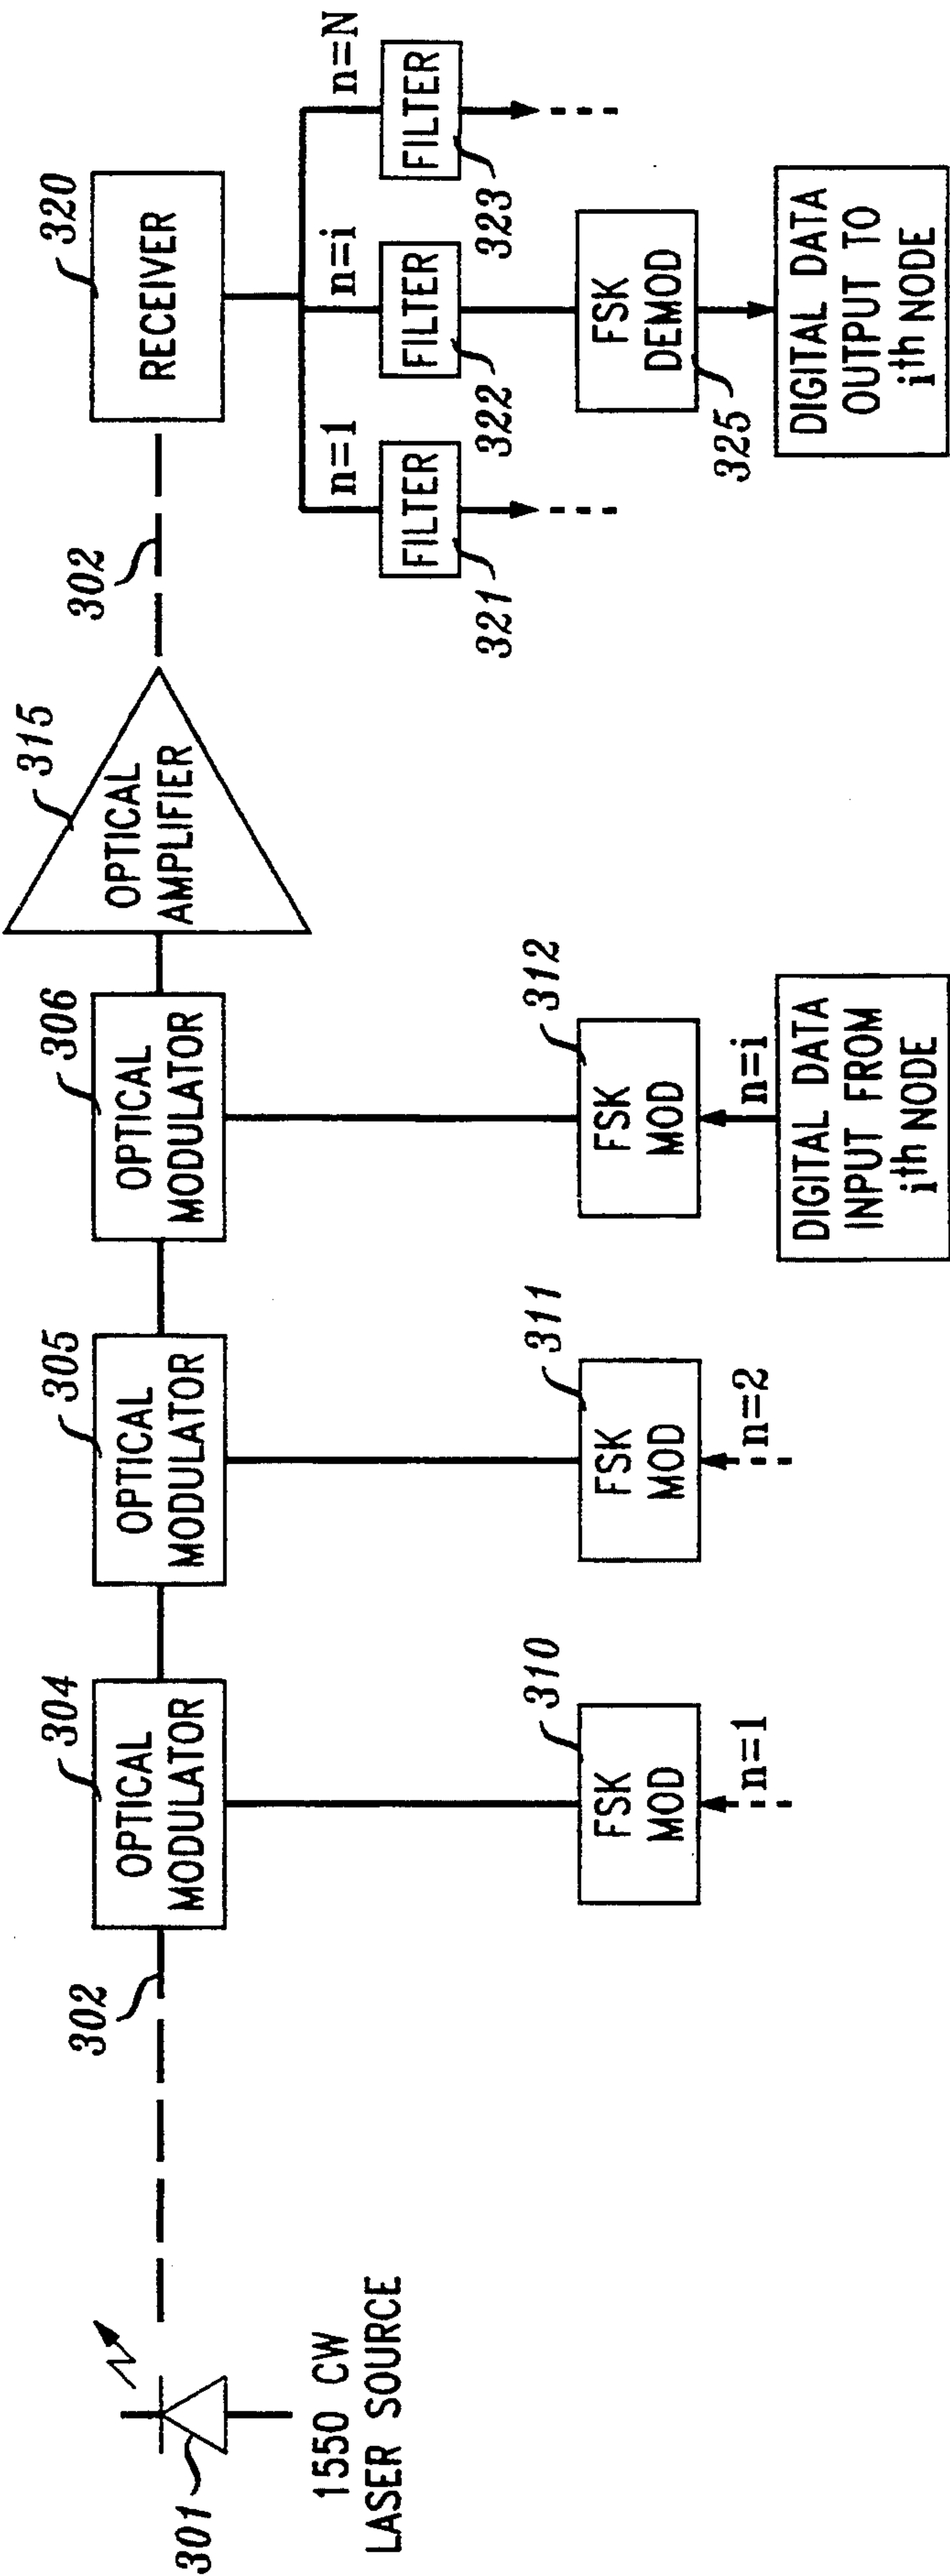 301
1550 CW
LASER SOURCE
302
304
OPTICAL
MODULATOR
310
FSK
MOD
n=1
305
OPTICAL
MODULATOR
311
FSK
MOD
n=2
306
OPTICAL
MODULATOR
312
FSK
MOD
n=i
DIGITAL DATA
INPUT FROM
ith NODE
315
OPTICAL
AMPLIFIER
302
320
RECEIVER
n=1
n=i
n=N
FILTER
FILTER
FILTER
321
322
323
FSK
DEMOD
325
DIGITAL DATA
OUTPUT TO
ith NODE